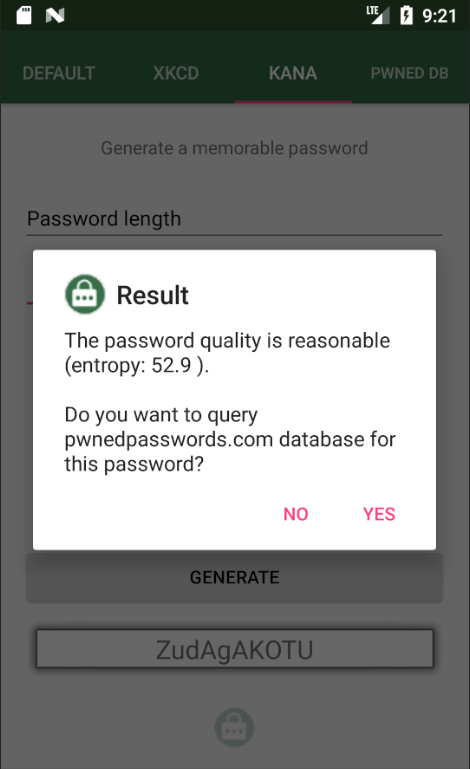 LTE 9:21
DEFAULT XKCD KANA PWNED DB
Generate a memorable password
Password length
Result
The password quality is reasonable
(entropy: 52.9 ).
Do you want to query
pwnedpasswords.com database for
this password?
NO YES
GENERATE
ZudAgAKOTU